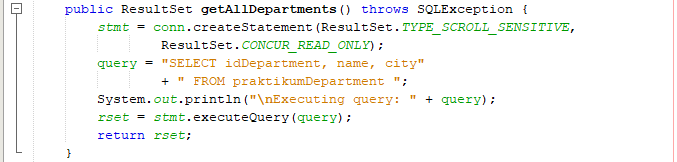 public ResultSet getAllDepartments() throws SQLException {
stmt = conn.createStatement(ResultSet.TYPE_SCROLL_SENSITIVE,
ResultSet.CONCUR_READ_ONLY);
query = "SELECT idDepartment, name, city"
+ " FROM praktikumDepartment ";
System.out.println("\nExecuting query: " + query);
rset = stmt.executeQuery(query);
return rset;
}